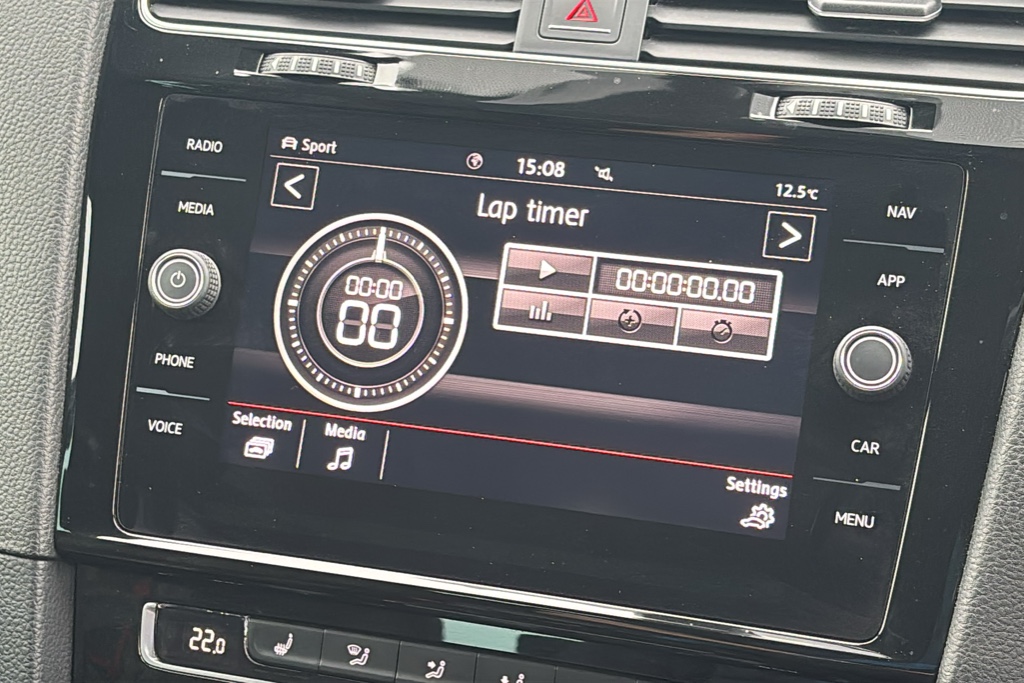 RADIO
MEDIA
PHONE
VOICE
Sport
15:08
12.5°C
Lap timer
00:00
00
00:00:00.00
Selection
Media
Settings
NAV
APP
CAR
MENU
22.0